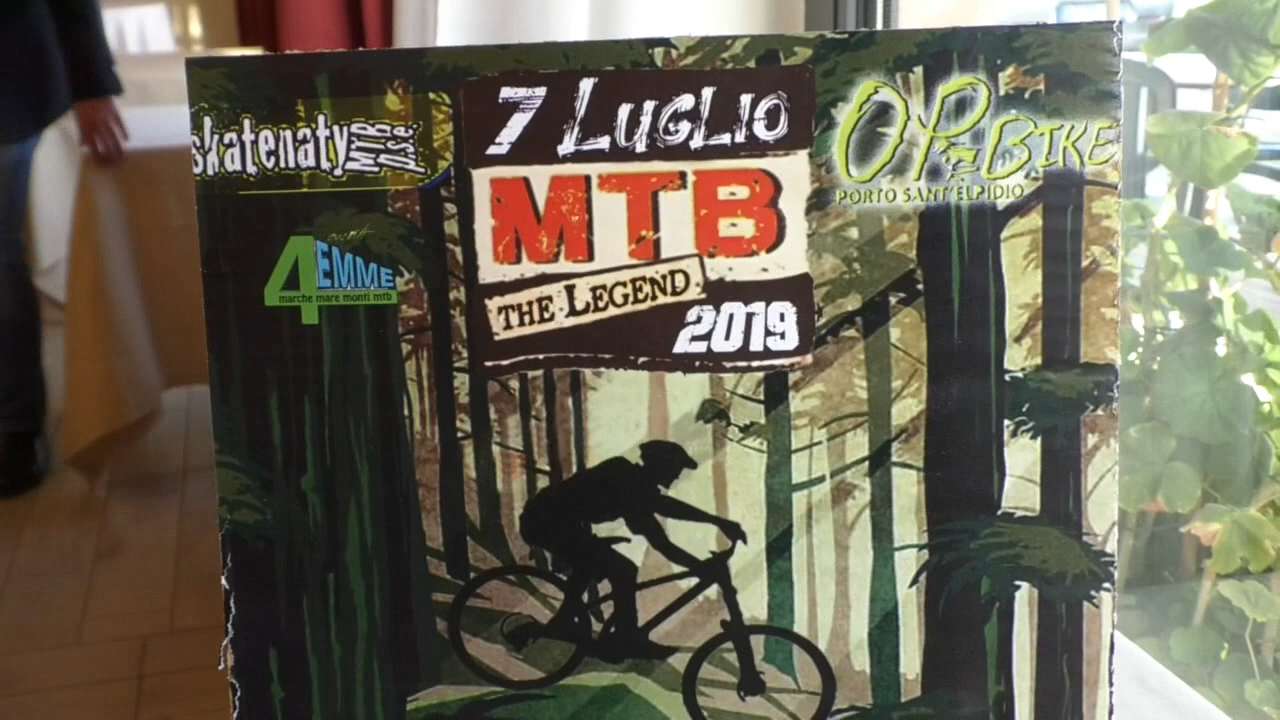 skatenaty MTB
a.s.e.
4EMME
marche mare monti mtb
7 LUGLIO
MTB
THE LEGEND
2019
OP BIKE
PORTO SANT'ELPIDIO